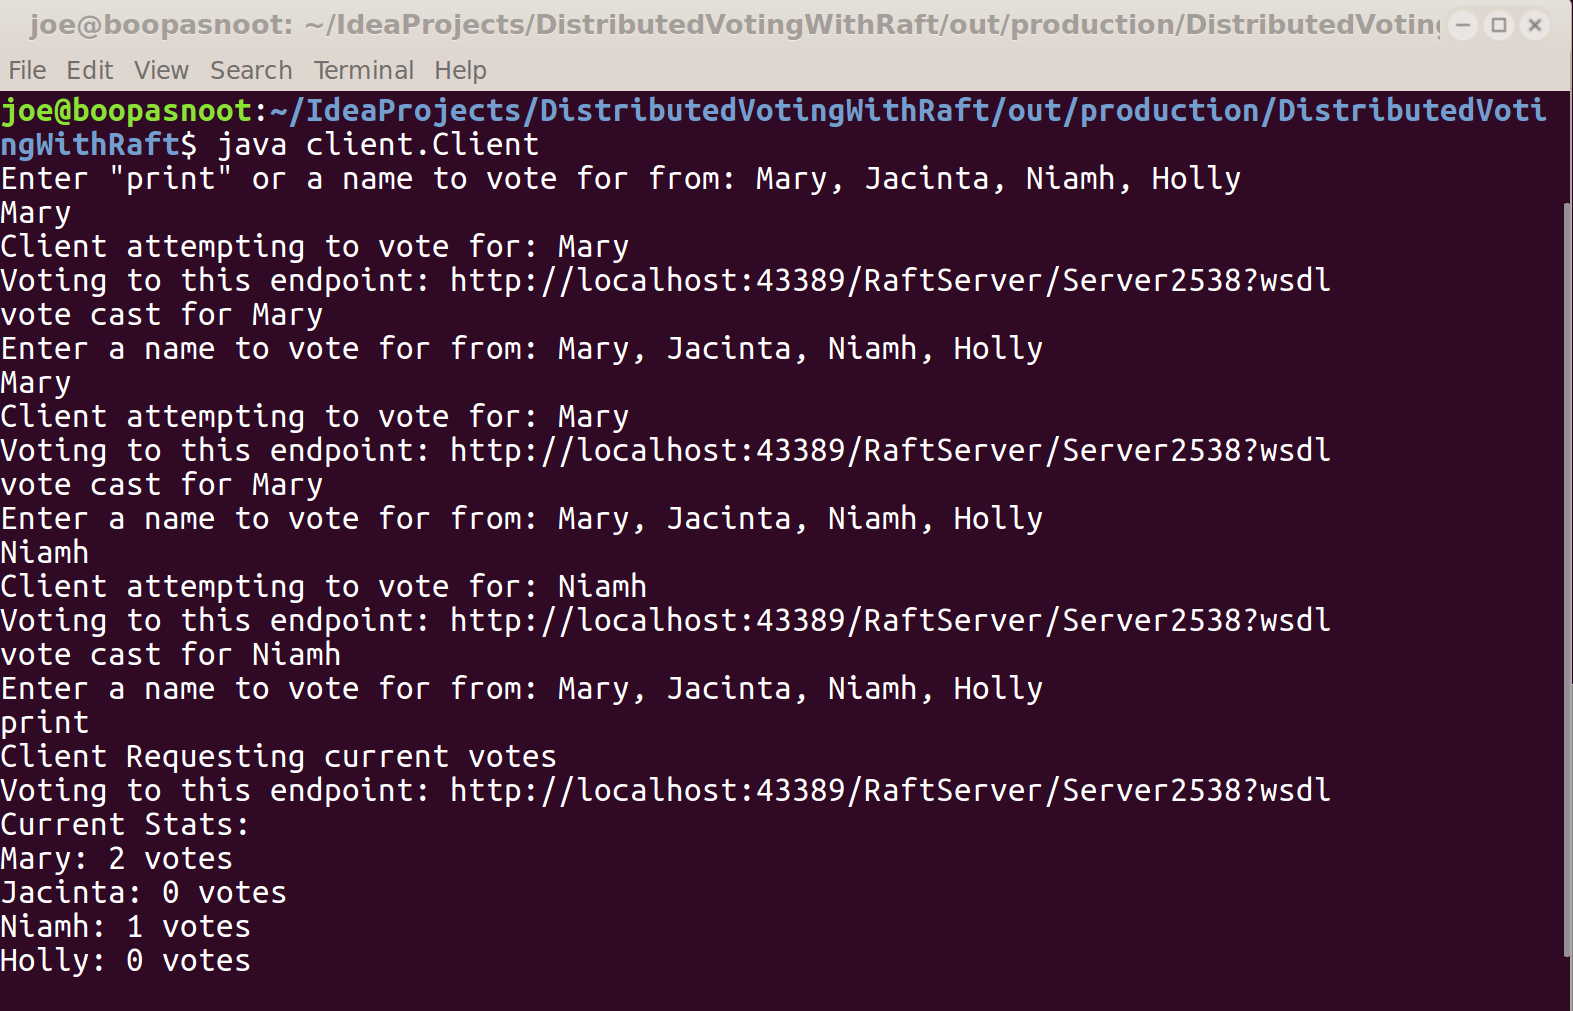 joe@boopasnoot: ~/IdeaProjects/DistributedVotingWithRaft/out/production/DistributedVoting
File Edit View Search Terminal Help
joe@boopasnoot:~/IdeaProjects/DistributedVotingWithRaft/out/production/DistributedVoti
ngWithRaft$ java client.Client
Enter "print" or a name to vote for from: Mary, Jacinta, Niamh, Holly
Mary
Client attempting to vote for: Mary
Voting to this endpoint: http://localhost:43389/RaftServer/Server2538?wsdl
vote cast for Mary
Enter a name to vote for from: Mary, Jacinta, Niamh, Holly
Mary
Client attempting to vote for: Mary
Voting to this endpoint: http://localhost:43389/RaftServer/Server2538?wsdl
vote cast for Mary
Enter a name to vote for from: Mary, Jacinta, Niamh, Holly
Niamh
Client attempting to vote for: Niamh
Voting to this endpoint: http://localhost:43389/RaftServer/Server2538?wsdl
vote cast for Niamh
Enter a name to vote for from: Mary, Jacinta, Niamh, Holly
print
Client Requesting current votes
Voting to this endpoint: http://localhost:43389/RaftServer/Server2538?wsdl
Current Stats:
Mary: 2 votes
Jacinta: 0 votes
Niamh: 1 votes
Holly: 0 votes